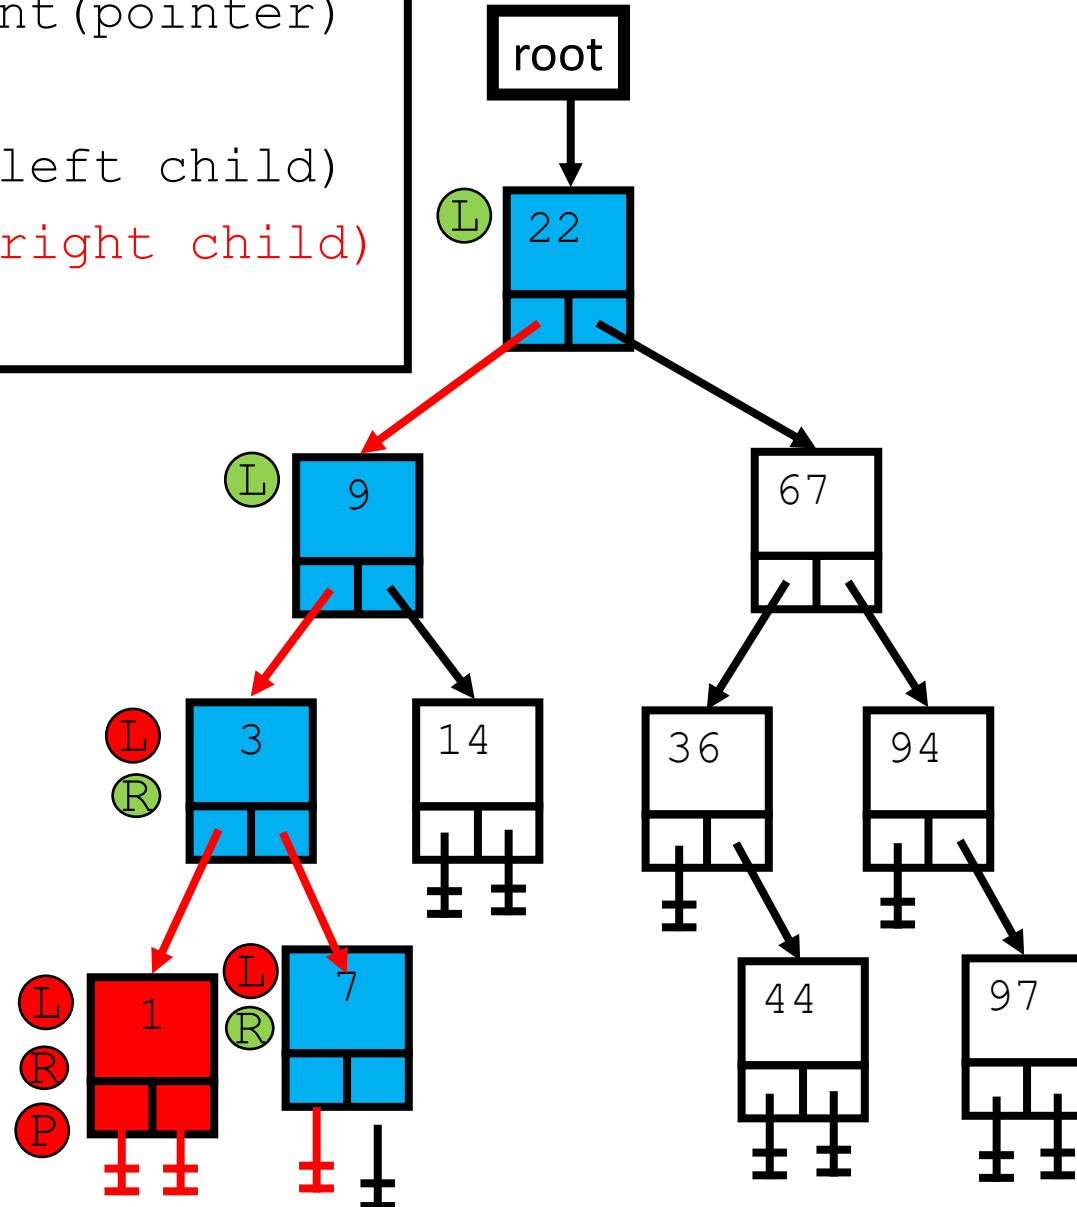 nt(pointer)
root
left child)
right child)
L
22
L
9
67
L
3
R
14
36
94
L
1
R
P
L
7
R
44
97